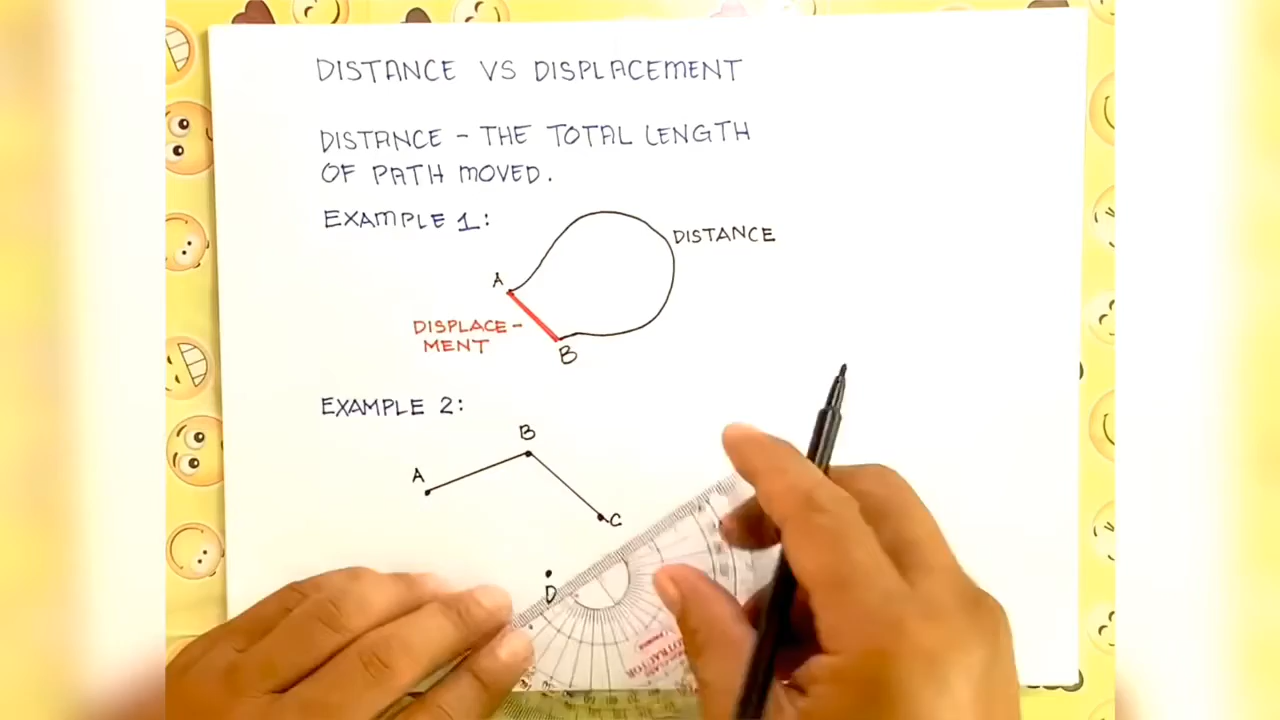 DISTANCE VS DISPLACEMENT
DISTANCE - THE TOTAL LENGTH
OF PATH MOVED.
EXAMPLE 1:
DISTANCE
A
DISPLACE-
MENT
B
EXAMPLE 2:
B
A
C
D